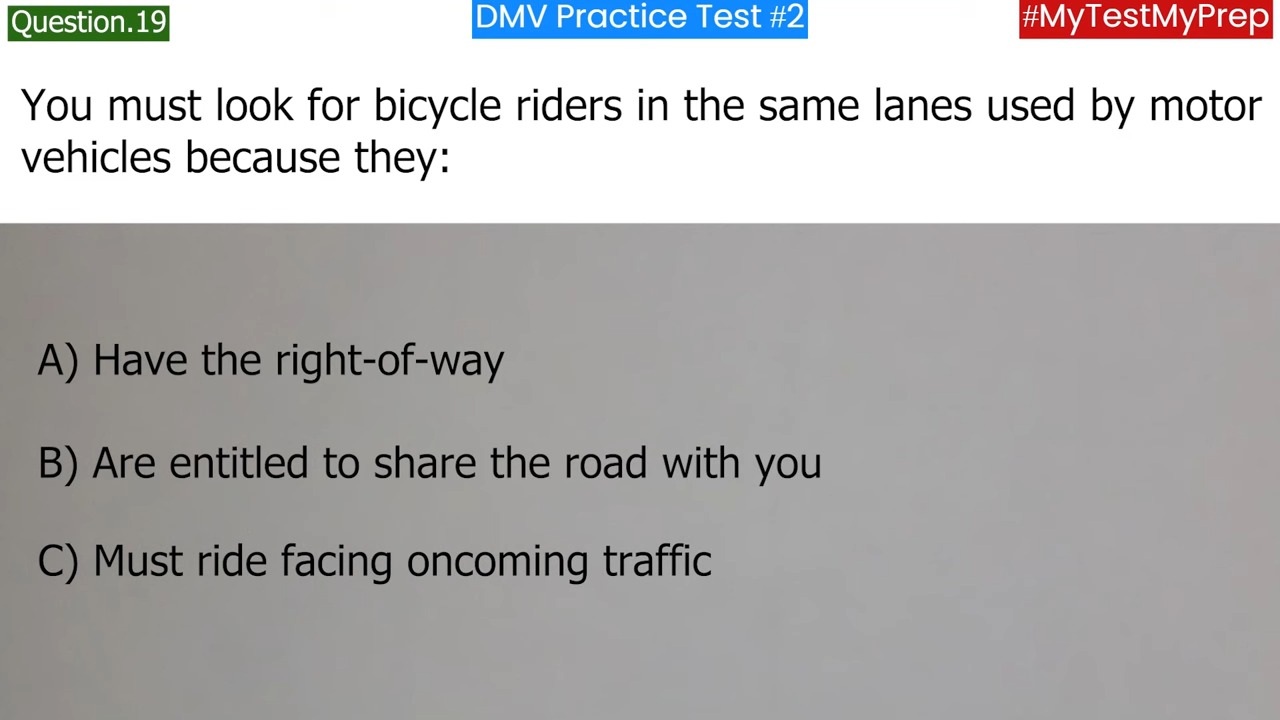 Question.19
DMV Practice Test #2
#MyTestMyPrep
You must look for bicycle riders in the same lanes used by motor
vehicles because they:
A) Have the right-of-way
B) Are entitled to share the road with you
C) Must ride facing oncoming traffic